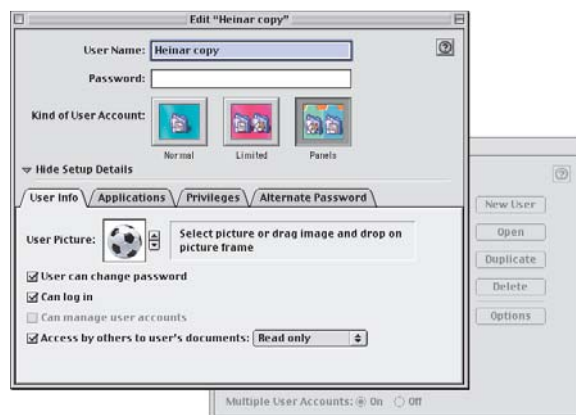 Edit “Heinar copy”
User Name: Heinar copy
Password:
Kind of User Account:
Normal Limited Panels
Hide Setup Details
User Info Applications Privileges Alternate Password
User Picture: Select picture or drag image and drop on
picture frame
User can change password
Can log in
Can manage user accounts
Access by others to user's documents: Read only
New User
Open
Duplicate
Delete
Options
Multiple User Accounts: On Off